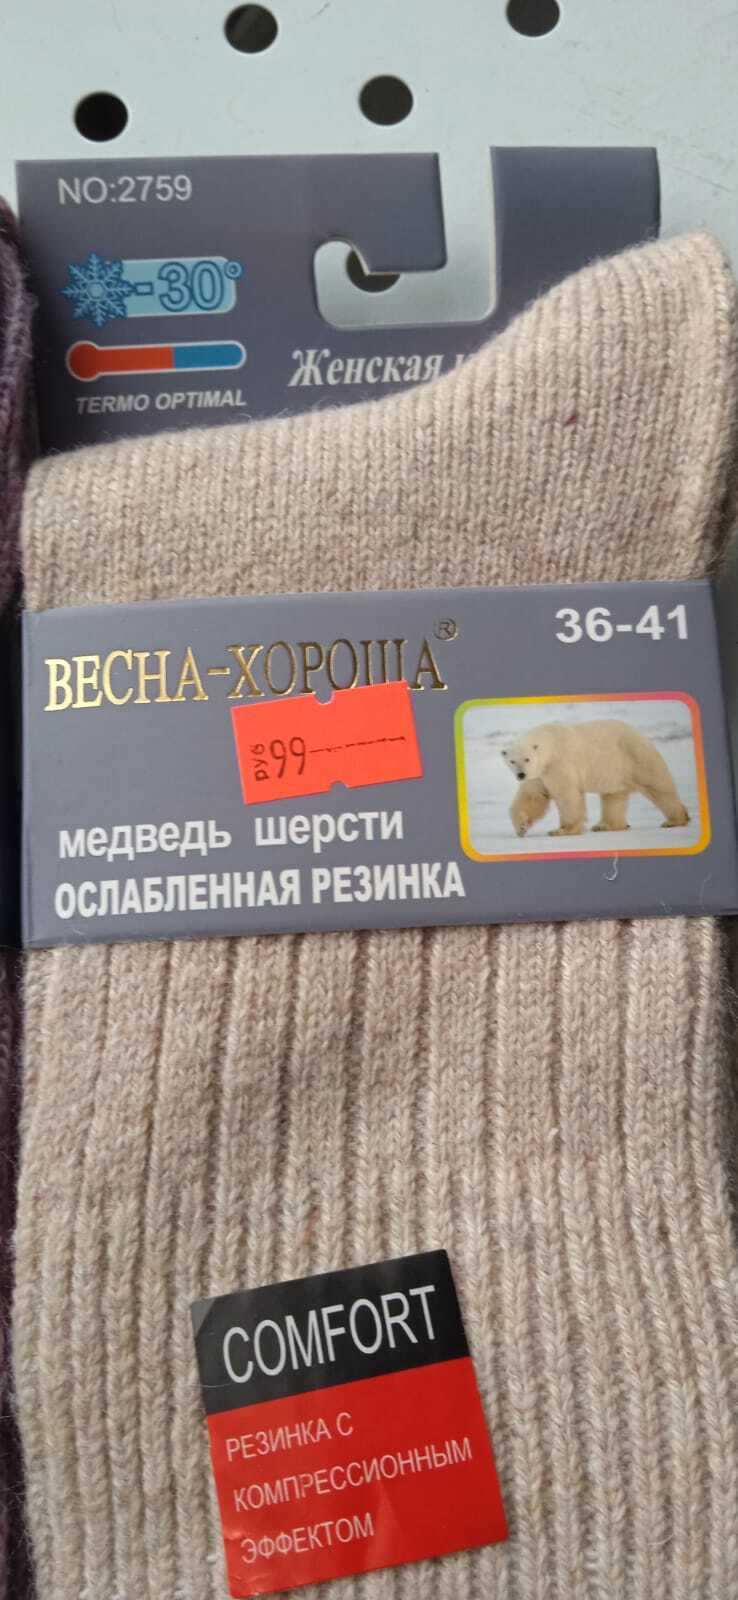 NO:2759
-30°
TERMO OPTIMAL
Женская
ВЕСНА-ХОРОША®
36-41
руб 99
медведь шерсти
ОСЛАБЛЕННАЯ РЕЗИНКА
COMFORT
РЕЗИНКА С
КОМПРЕССИОННЫМ
ЭФФЕКТОМ